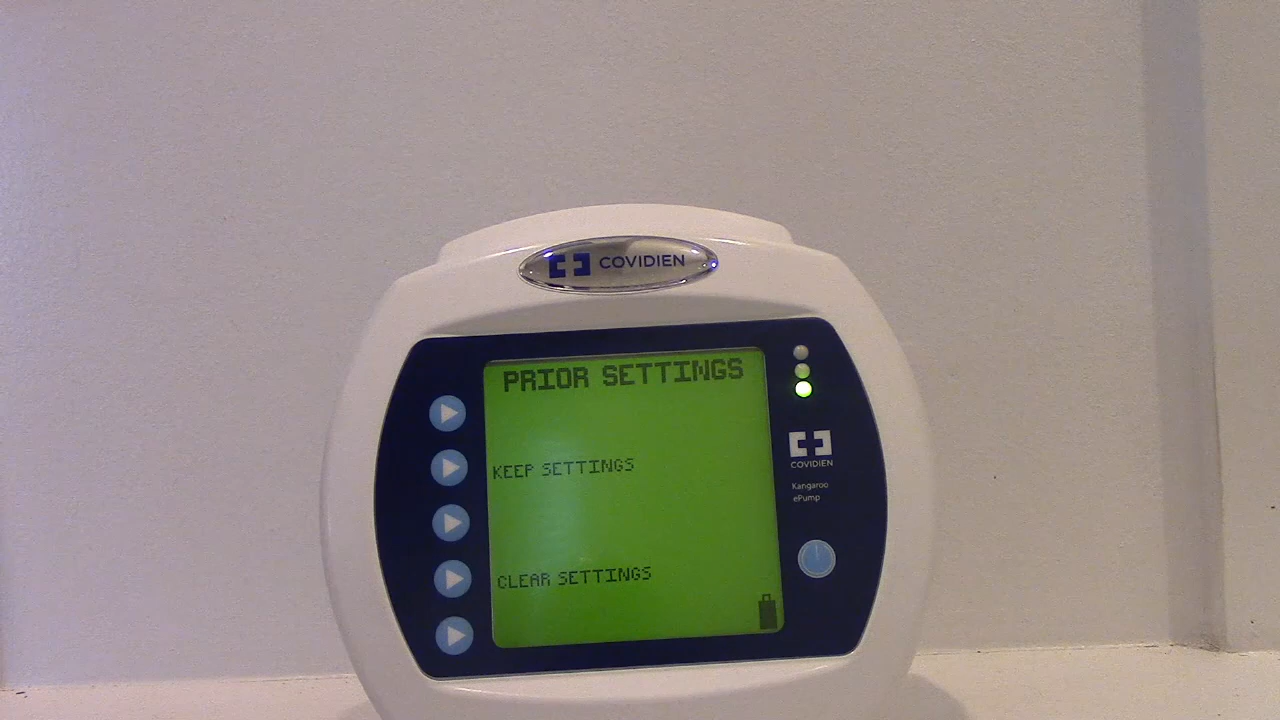 COVIDIEN
PRIOR SETTINGS
KEEP SETTINGS
CLEAR SETTINGS
COVIDIEN
Kangaroo
ePump